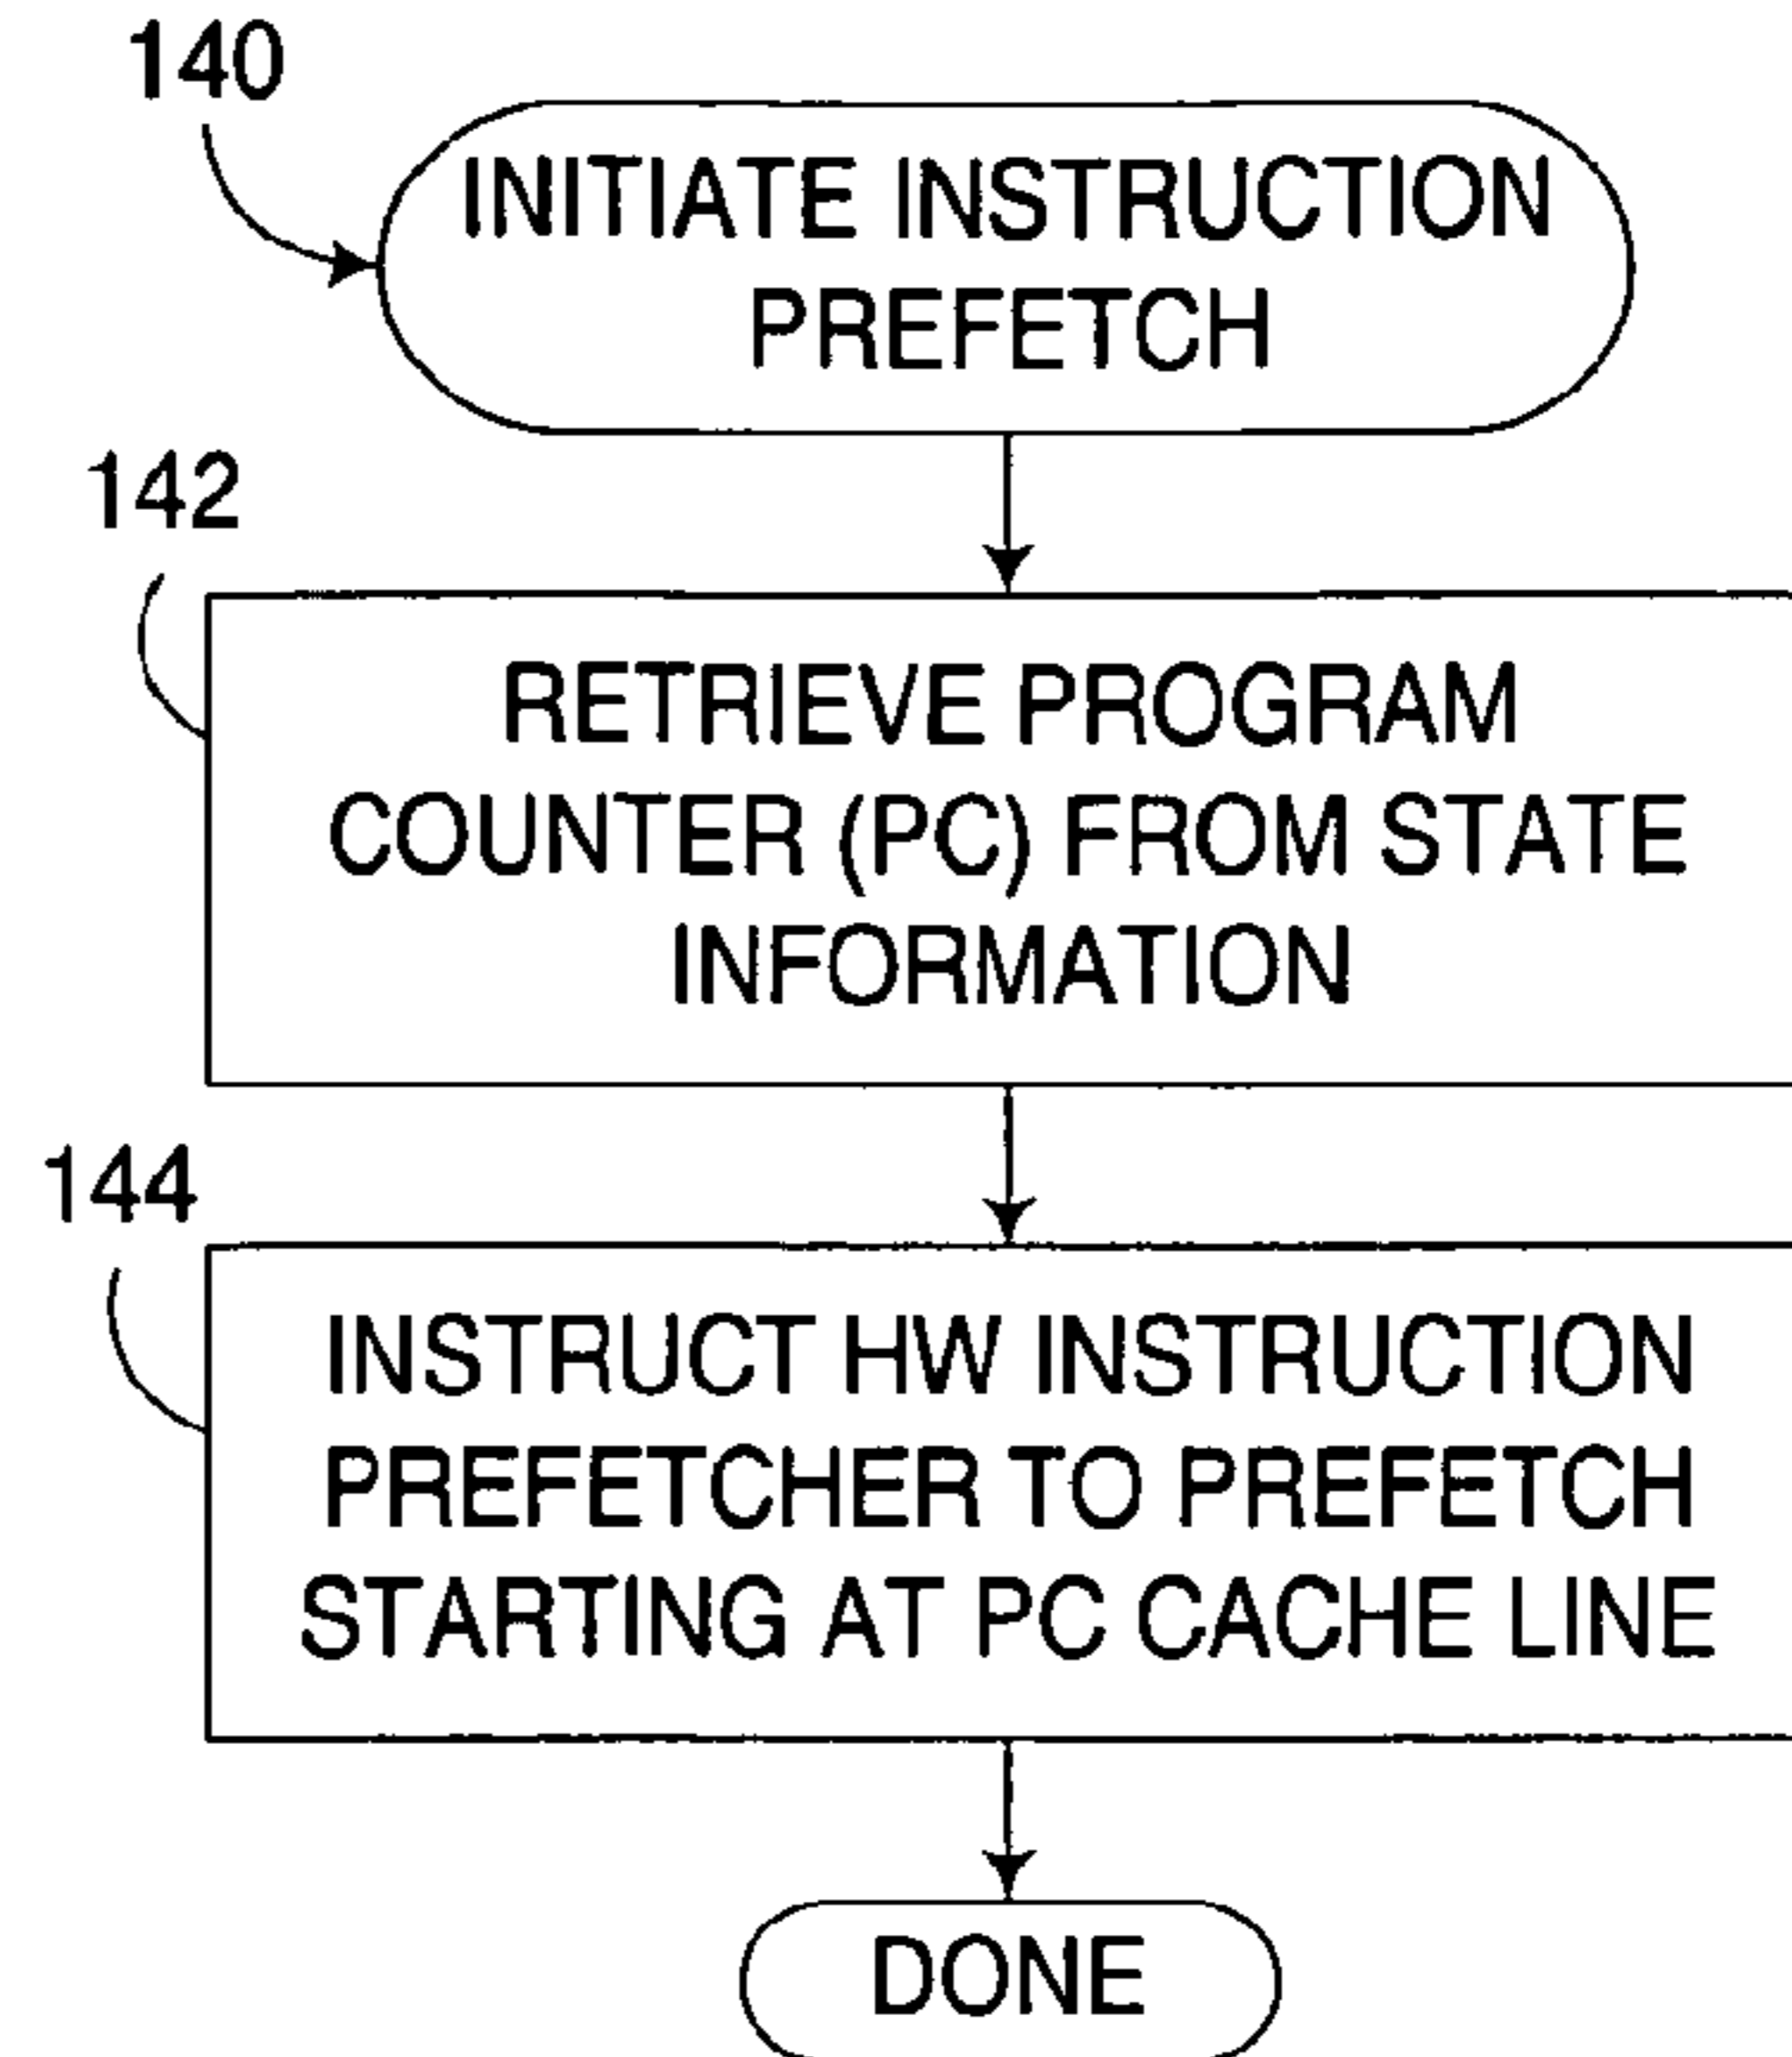 140
INITIATE INSTRUCTION
PREFETCH
142
RETRIEVE PROGRAM
COUNTER (PC) FROM STATE
INFORMATION
144
INSTRUCT HW INSTRUCTION
PREFETCHER TO PREFETCH
STARTING AT PC CACHE LINE
DONE